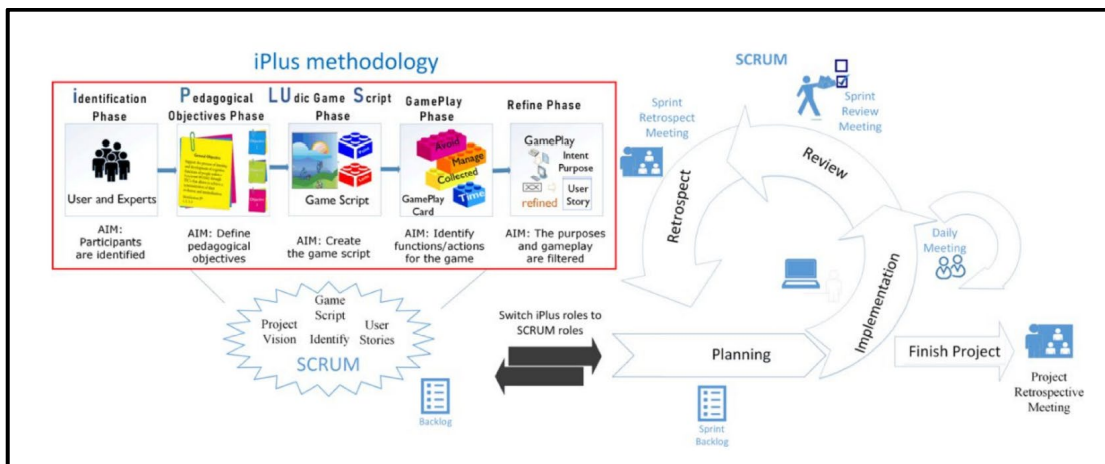 iPlus methodology
Identification
Phase
Pedagogical
Objectives Phase
LUdic Game Script
Phase
GamePlay
Phase
Refine Phase
User and Experts
Game Script
Avoid
Manage
Collected
Time
GamePlay
Card
GamePlay
Intent
Purpose
refined
User
Story
AIM:
Participants
are identified
AIM: Define
pedagogical
objectives
AIM: Create
the game script
AIM: Identify
functions/actions
for the game
AIM: The purposes
and gameplay
are filtered
Game
Script
Project
Vision
Identify
User
Stories
SCRUM
Backlog
Switch iPlus roles to
SCRUM roles
SCRUM
Sprint
Retrospect
Meeting
Sprint
Review
Meeting
Retrospect
Review
Daily
Meeting
Implementation
Planning
Sprint
Backlog
Finish Project
Project
Retrospective
Meeting